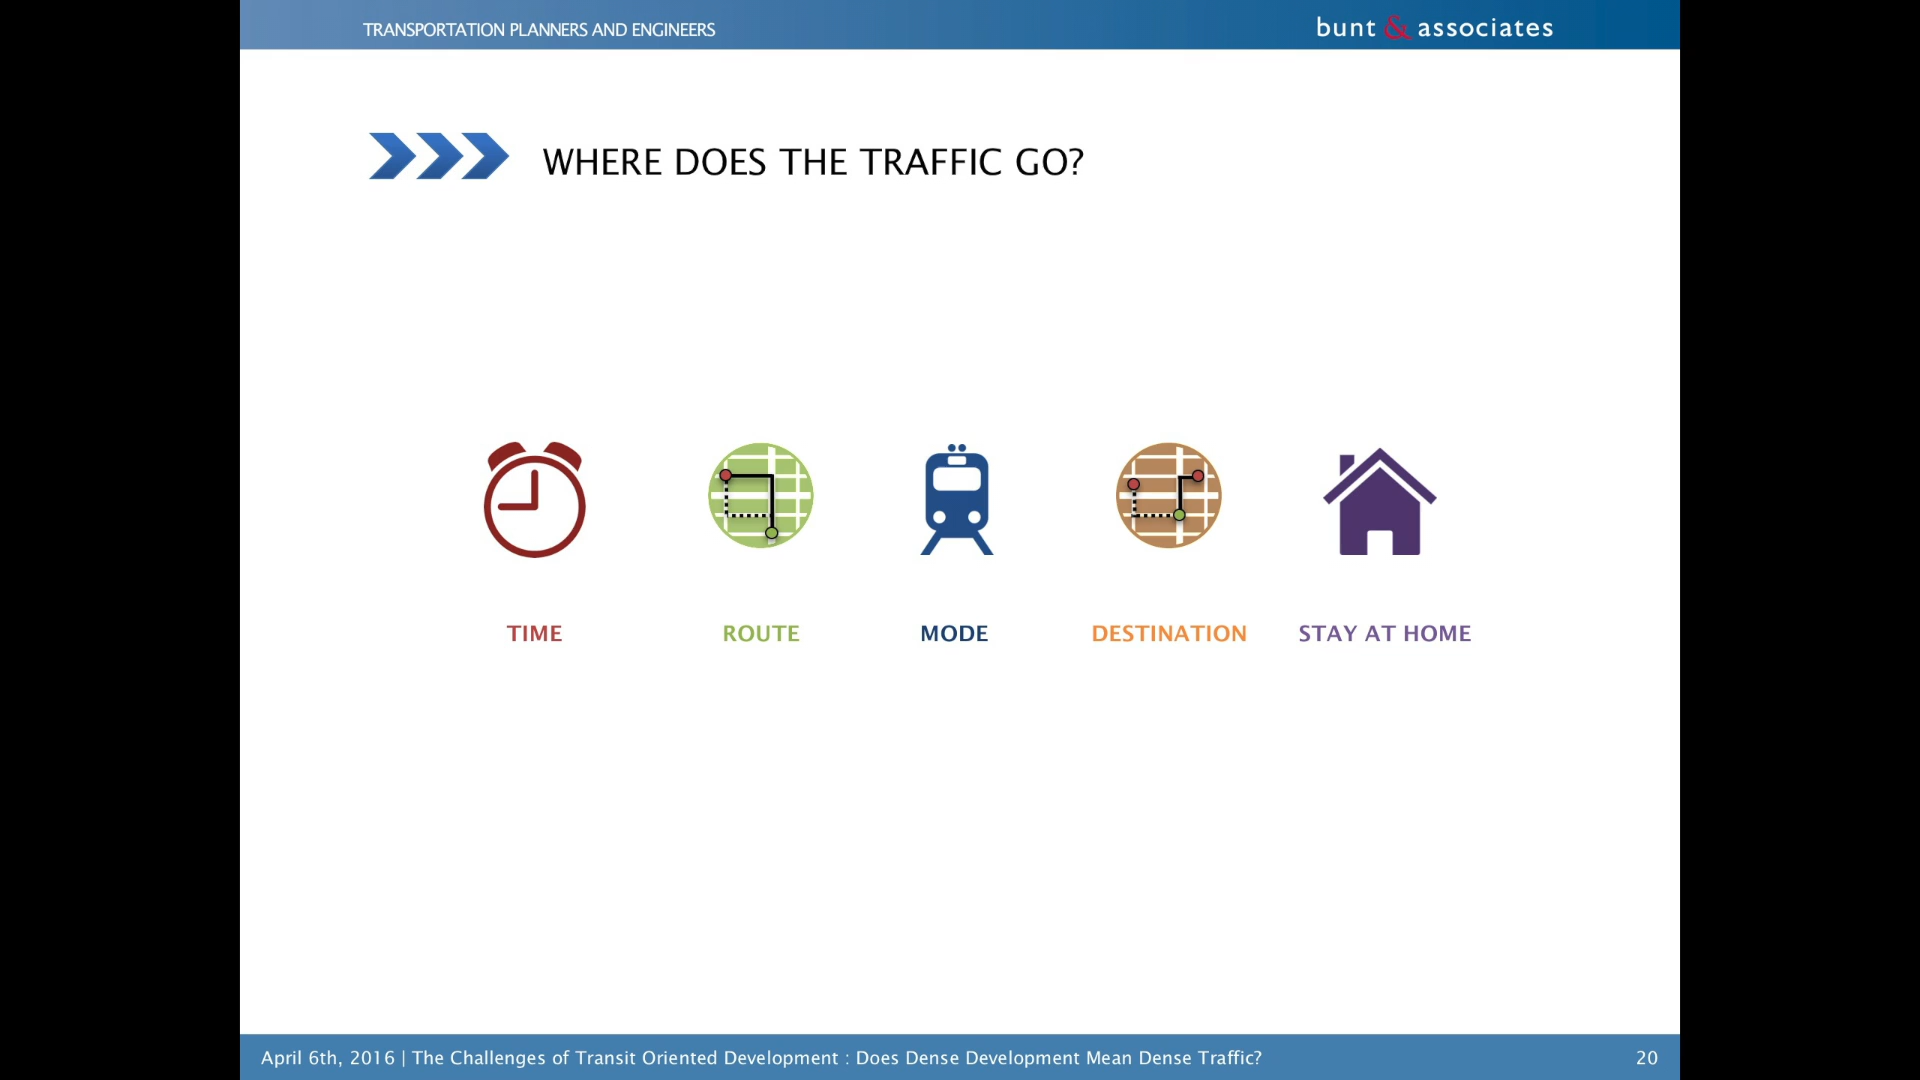 TRANSPORTATION PLANNERS AND ENGINEERS
bunt & associates
WHERE DOES THE TRAFFIC GO?
TIME
ROUTE
MODE
DESTINATION
STAY AT HOME
April 6th, 2016 | The Challenges of Transit Oriented Development : Does Dense Development Mean Dense Traffic?
20